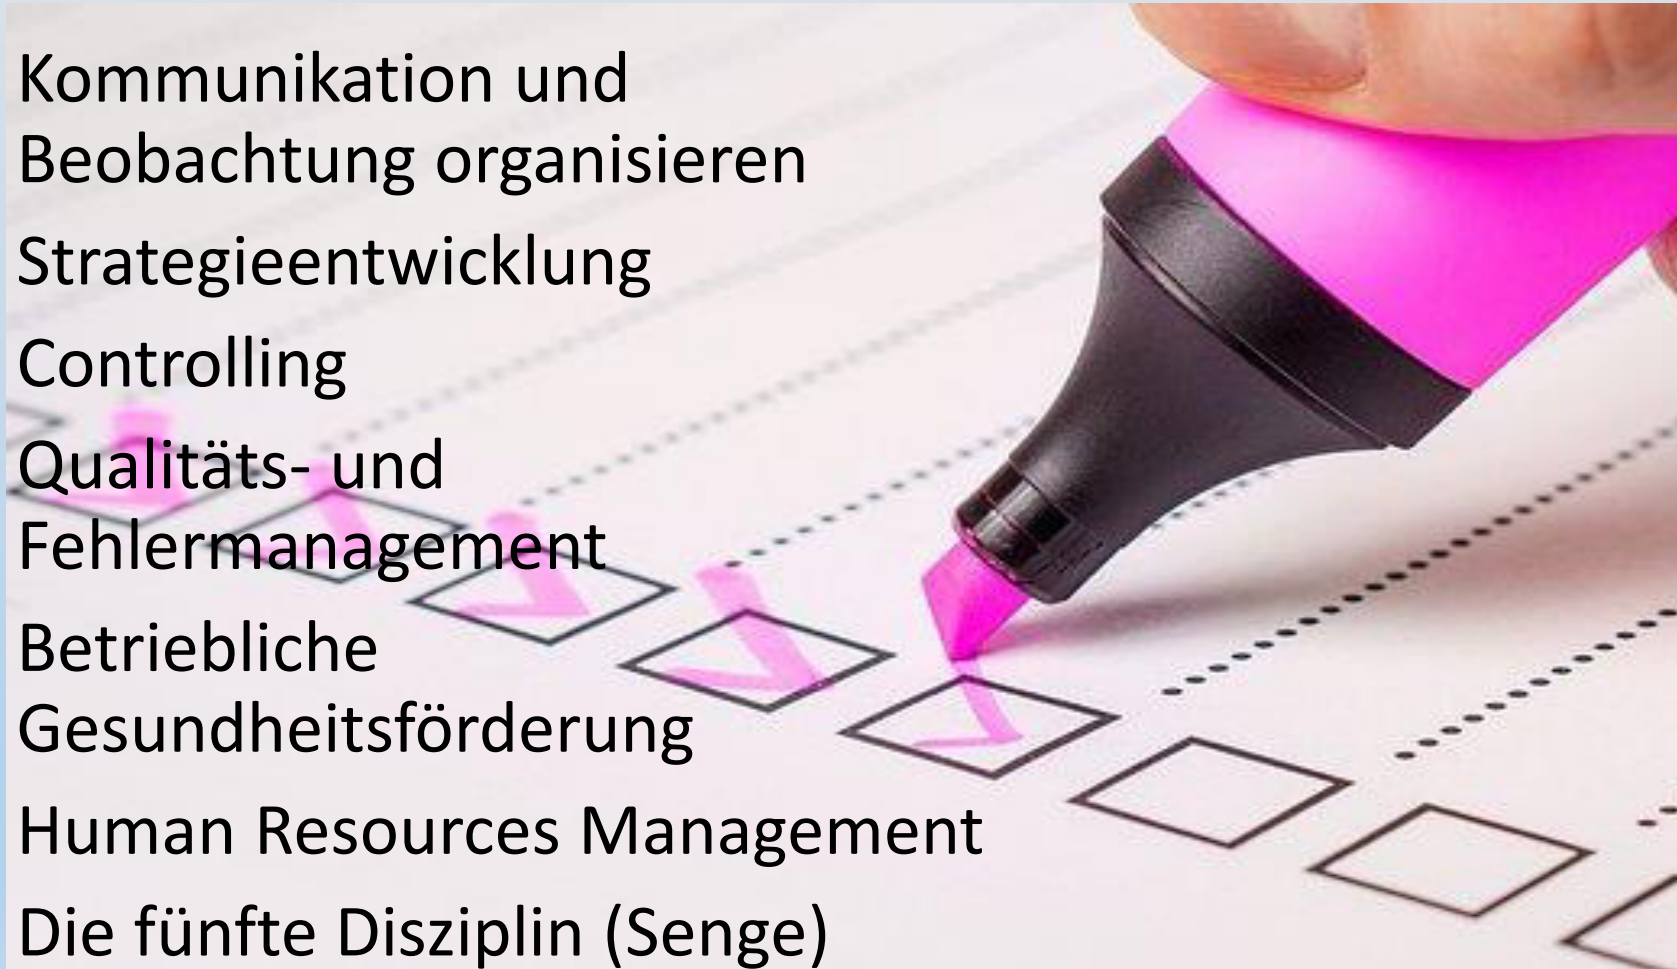 Kommunikation und
Beobachtung organisieren
Strategieentwicklung
Controlling
Qualitäts- und
Fehlermanagement
Betriebliche
Gesundheitsförderung
Human Resources Management
Die fünfte Disziplin (Senge)